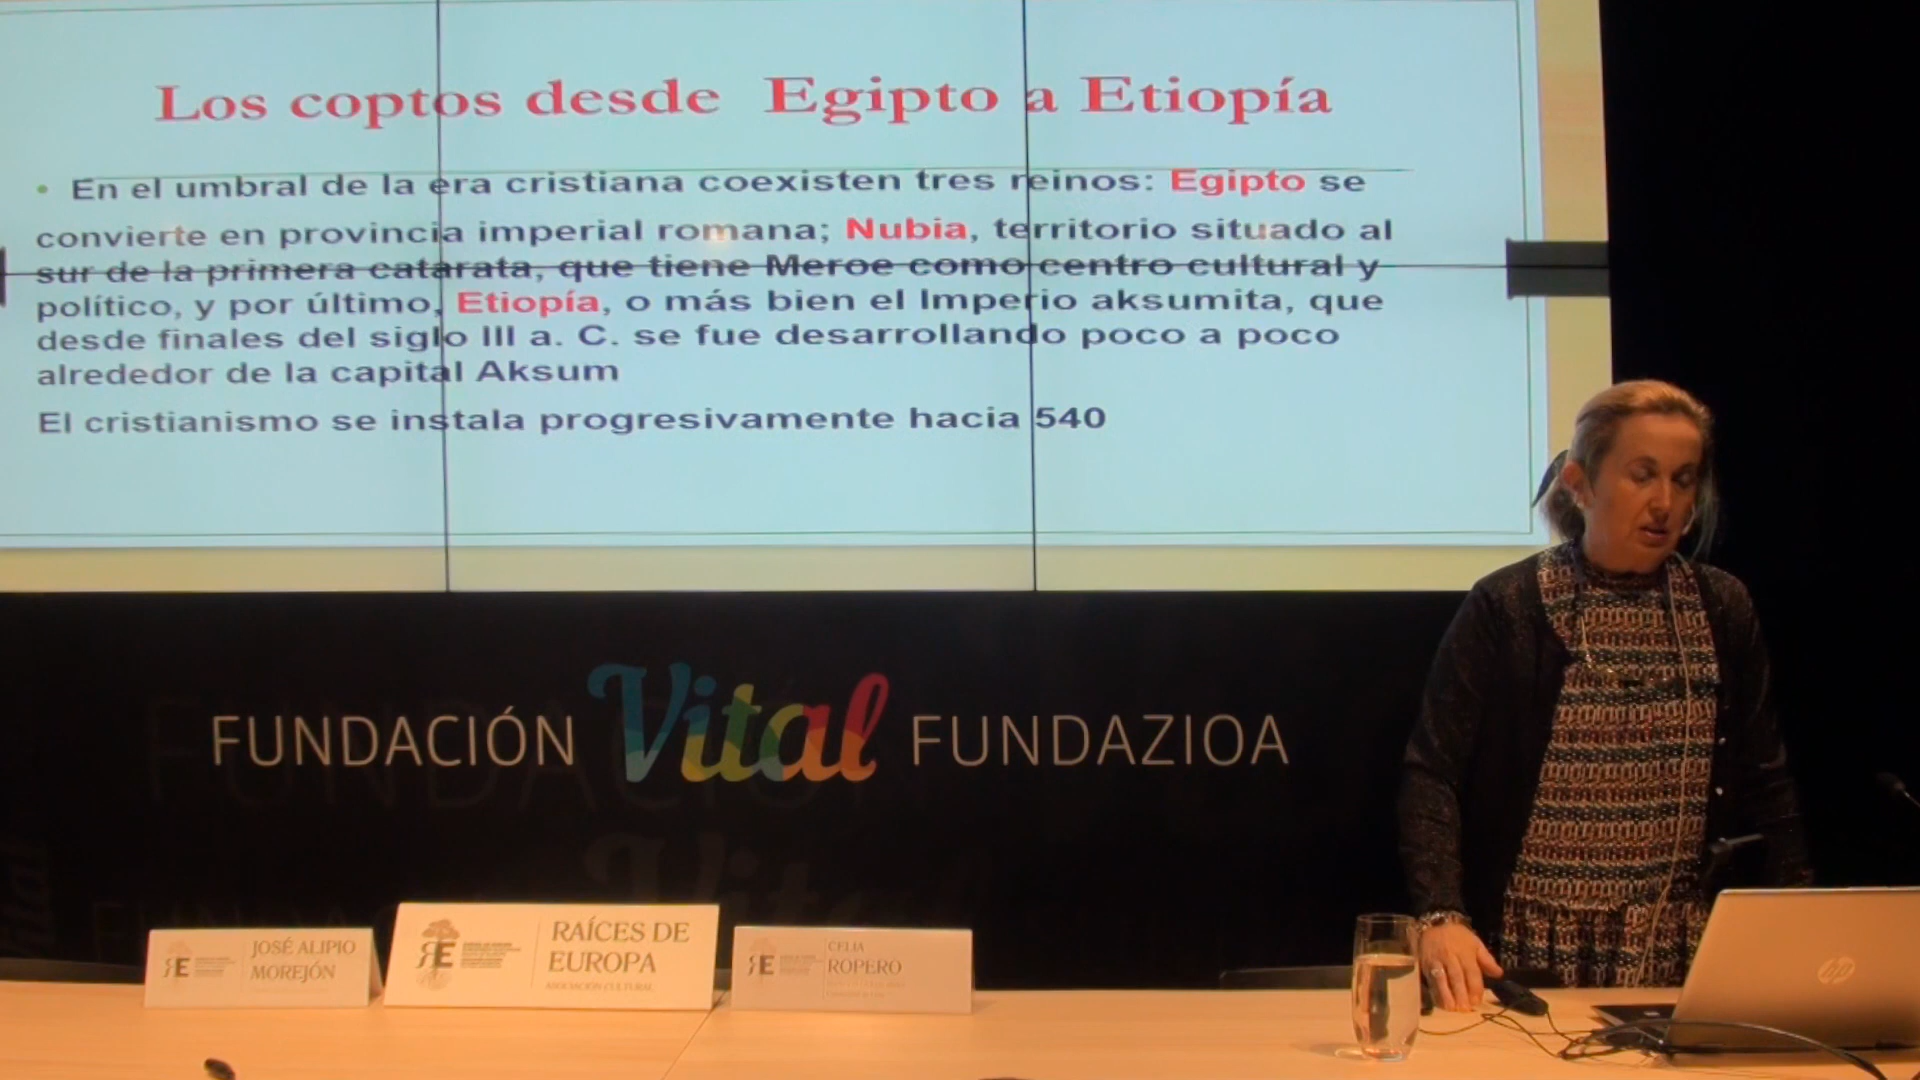 Los coptos desde Egipto a Etiopía
• En el umbral de la era cristiana coexisten tres reinos: Egipto se
convierte en provincia imperial romana; Nubia, territorio situado al
sur de la primera catarata, que tiene Meroe como centro cultural y
político, y por último, Etiopía, o más bien el Imperio aksumita, que
desde finales del siglo III a. C. se fue desarrollando poco a poco
alrededor de la capital Aksum
El cristianismo se instala progresivamente hacia 540
FUNDACIÓN Vital FUNDAZIOA
JOSÉ ALIPIO
MOREJÓN
RAÍCES DE
EUROPA
ASOCIACIÓN CULTURAL
CELIA
ROPERO
hp